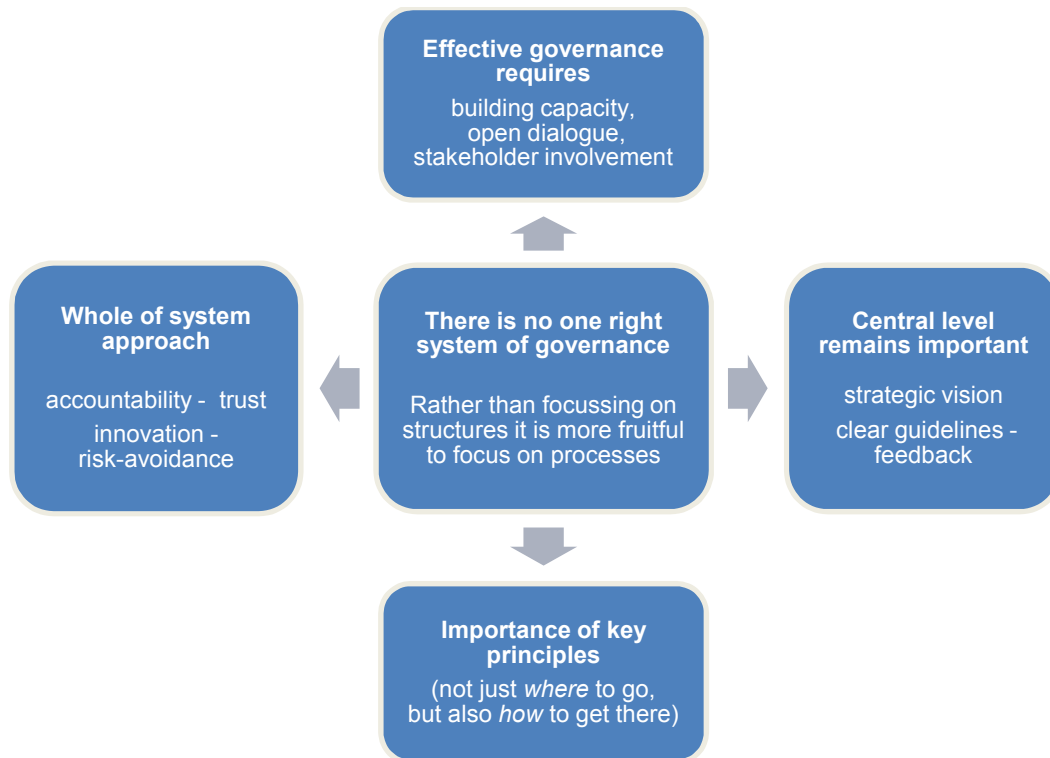 Effective governance
requires
building capacity,
open dialogue,
stakeholder involvement
Whole of system
approach
accountability - trust
innovation -
risk-avoidance
There is no one right
system of governance
Rather than focussing on
structures it is more fruitful
to focus on processes
Central level
remains important
strategic vision
clear guidelines -
feedback
Importance of key
principles
(not just where to go,
but also how to get there)